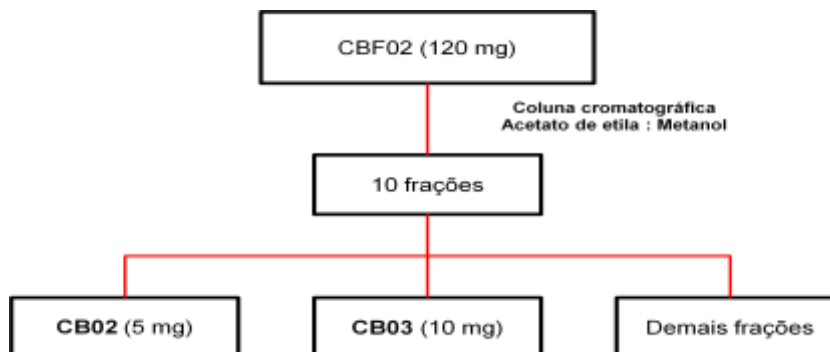 CBF02 (120 mg)
Coluna cromatográfica
Acetato de etila : Metanol
10 frações
CB02 (5 mg)
CB03 (10 mg)
Demais frações